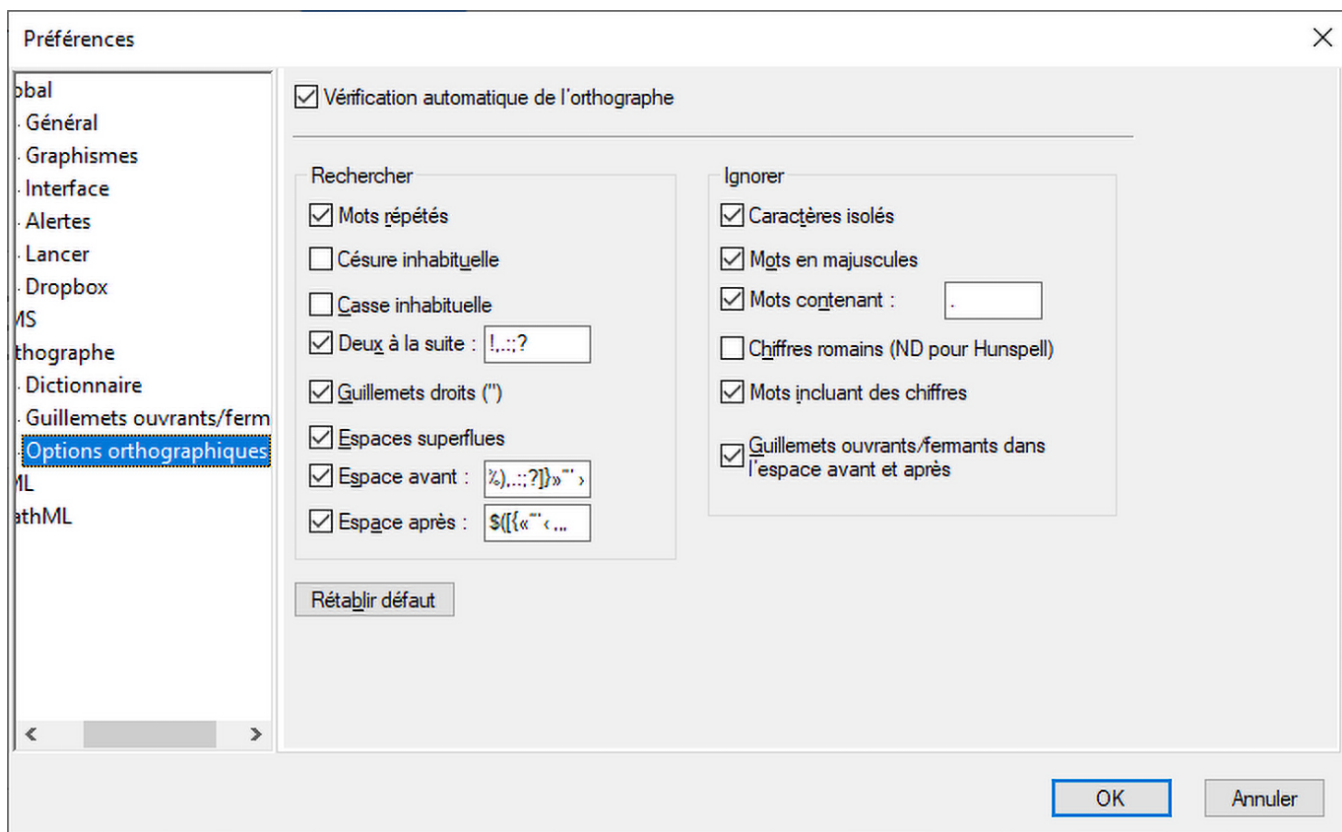 Préférences
obal
Général
Graphismes
Interface
Alertes
Lancer
Dropbox
MS
thographe
Dictionnaire
Guillemets ouvrants/ferm
Options orthographiques
ML
athML
Vérification automatique de l'orthographe
Rechercher
Mots répétés
Césure inhabituelle
Casse inhabituelle
Deux à la suite : !,.:;?
Guillemets droits (")
Espaces superflues
Espace avant : %),.:;?]}»”’›
Espace après : $([{«“‘‹„‚
Rétablir défaut
Ignorer
Caractères isolés
Mots en majuscules
Mots contenant : .
Chiffres romains (ND pour Hunspell)
Mots incluant des chiffres
Guillemets ouvrants/fermants dans
l'espace avant et après
OK
Annuler